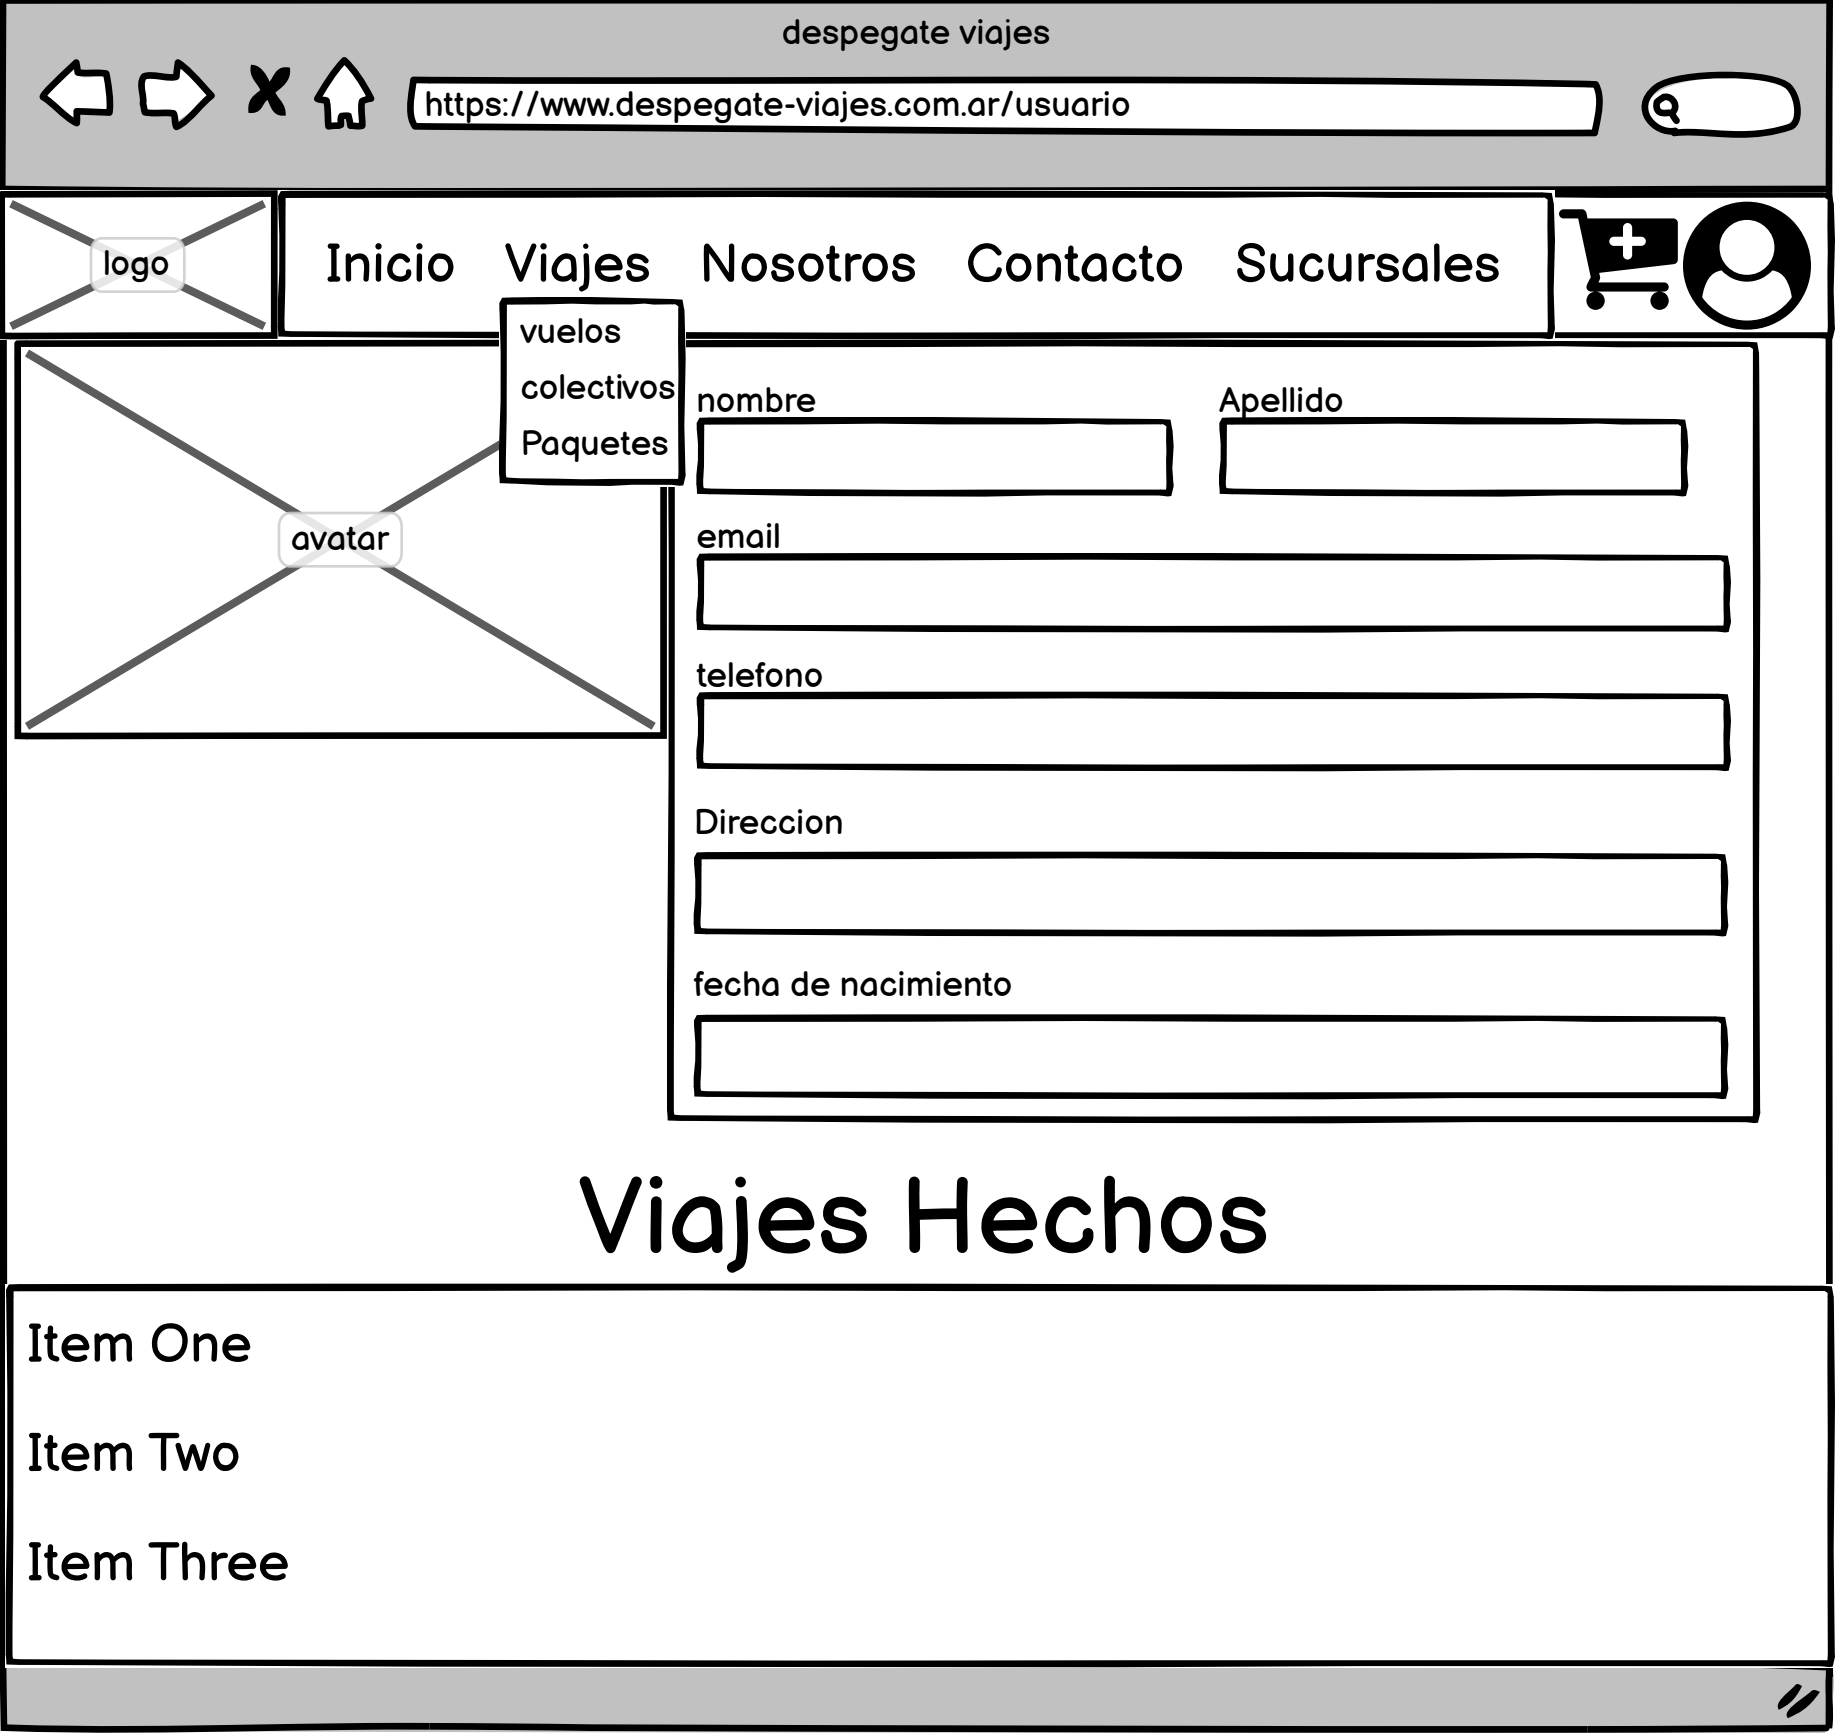 despegate viajes
https://www.despegate-viajes.com.ar/usuario
logo
Inicio Viajes Nosotros Contacto Sucursales
vuelos
colectivos
Paquetes
avatar
nombre Apellido
email
telefono
Direccion
fecha de nacimiento
Viajes Hechos
Item One
Item Two
Item Three